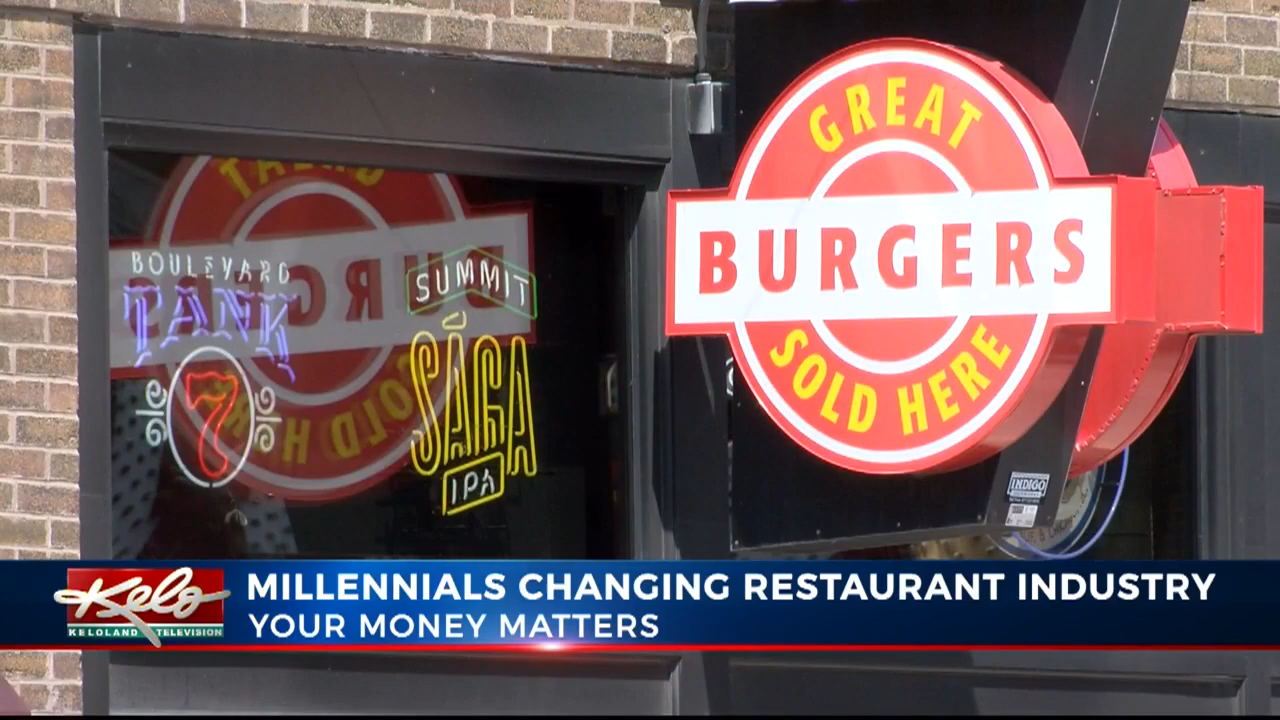 GREAT
BURGERS
SOLD HERE
BOULEVARD
TANK
7
SUMMIT
SAGA
IPA
INDIGO
Kelo
KELOLAND TELEVISION
MILLENNIALS CHANGING RESTAURANT INDUSTRY
YOUR MONEY MATTERS